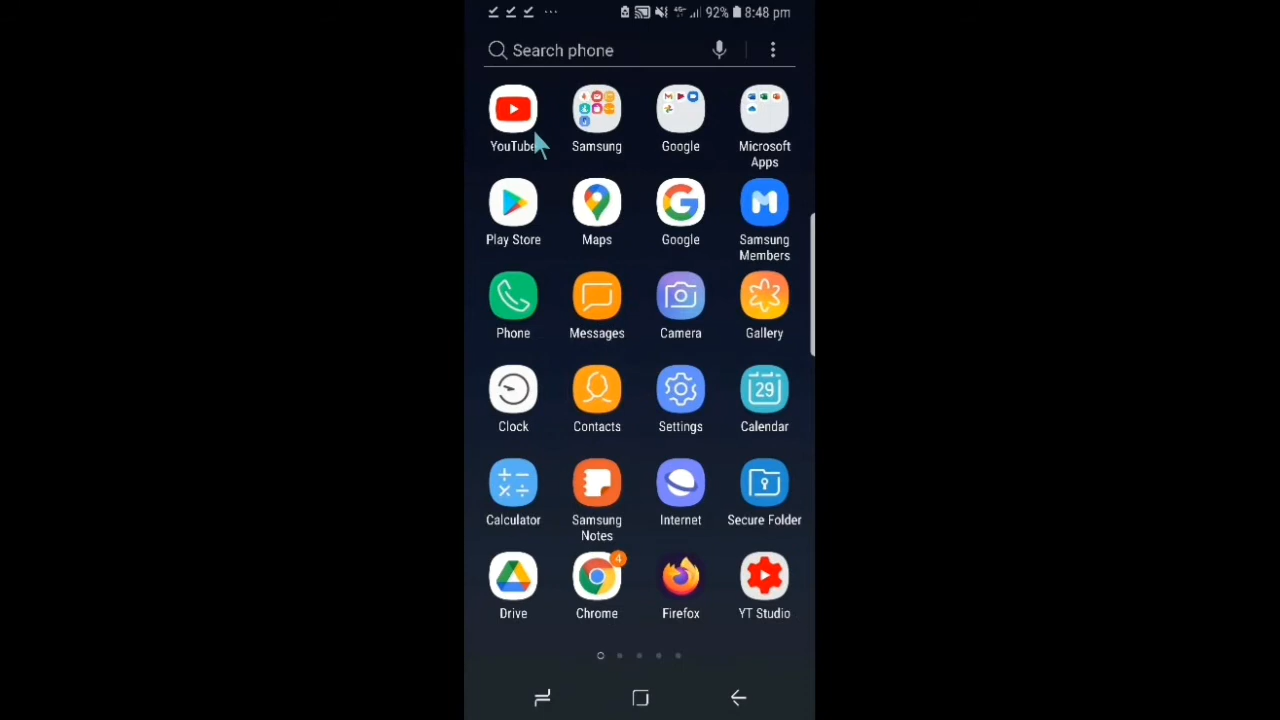 92% 8:48 pm
Search phone
YouTube Samsung Google Microsoft Apps
Play Store Maps Google Samsung Members
Phone Messages Camera Gallery
29
Clock Contacts Settings Calendar
Calculator Samsung Notes Internet Secure Folder
4
Drive Chrome Firefox YT Studio